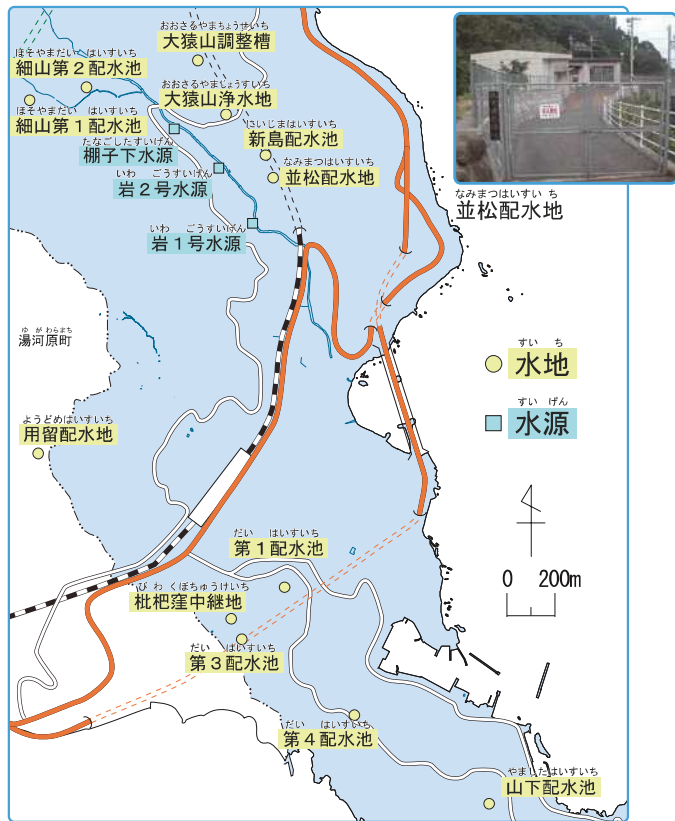 おおさるやまちょうせいち
大猿山調整槽
ほそやまだい はいすいち
細山第２配水池
おおさるやまじょうすいち
大猿山浄水地
ほそやまだい はいすいち
細山第１配水池
にいじまはいすいち
新島配水池
たなごしたすいげん
棚子下水源
なみまつはいすいち
並松配水地
いわ ごうすいげん
岩２号水源
なみまつはいすいち
並松配水地
いわ ごうすいげん
岩１号水源
ゆがわらまち
湯河原町
すいち
水地
すいげん
水源
ようどめはいすいち
用留配水地
0 200m
だい はいすいち
第１配水池
びわくぼちゅうけいち
枇杷窪中継地
だい はいすいち
第３配水池
だい はいすいち
第４配水池
やましたはいすいち
山下配水池